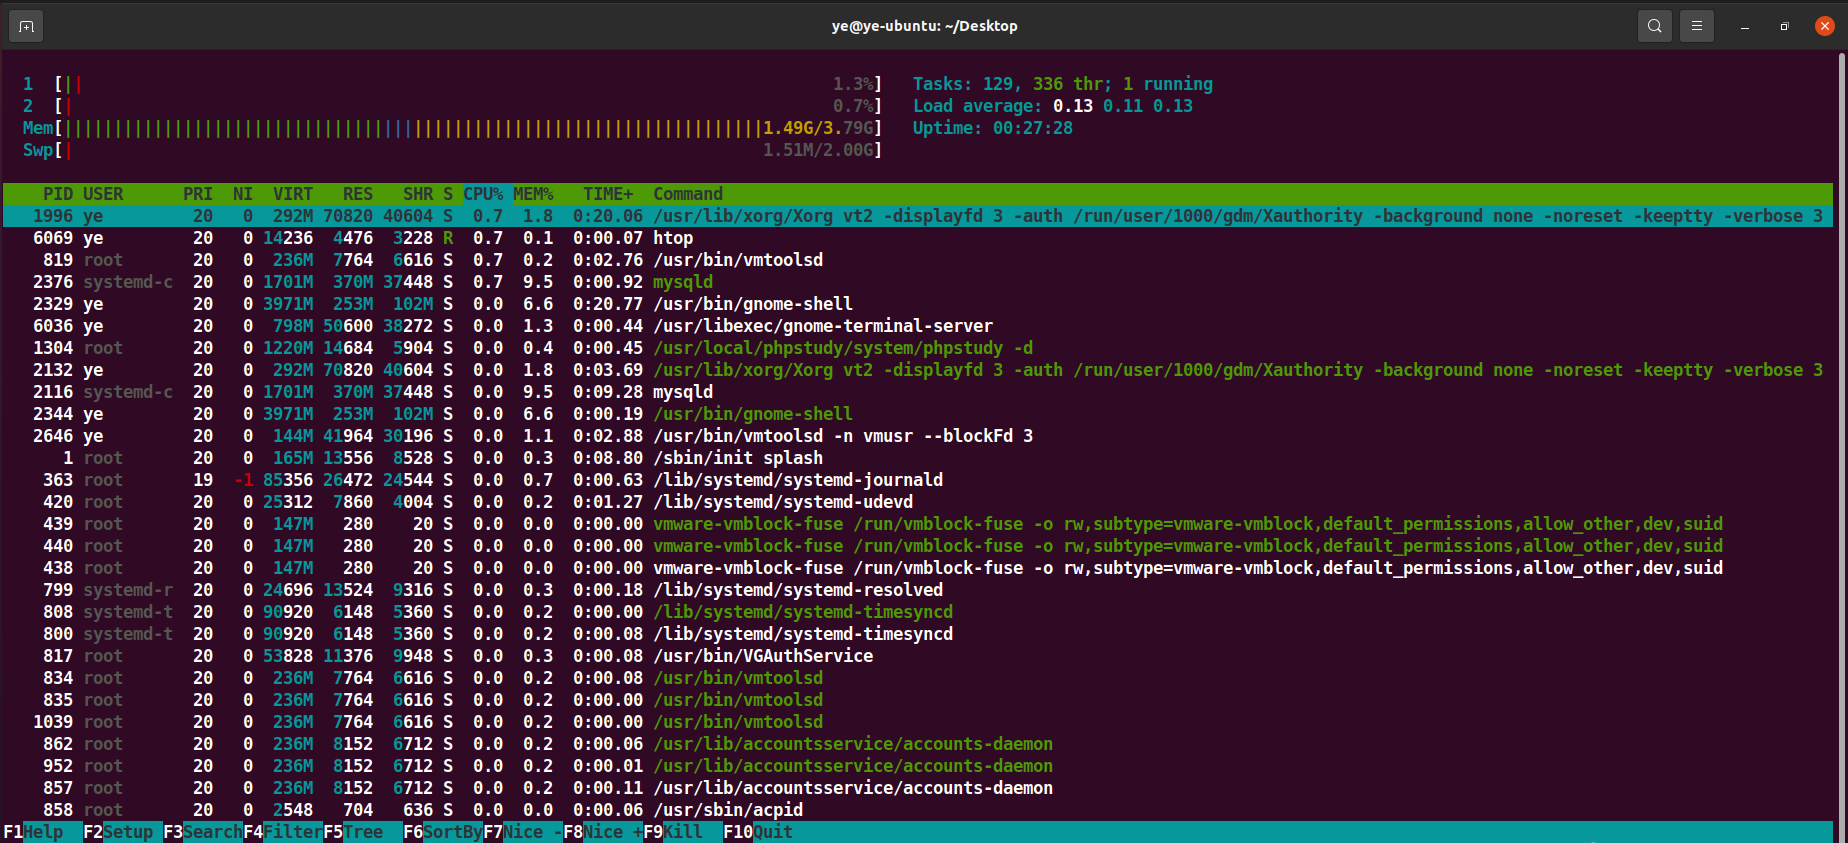 ye@ye-ubuntu: ~/Desktop
1 [|| 1.3%] Tasks: 129, 336 thr; 1 running
2 [| 0.7%] Load average: 0.13 0.11 0.13
Mem[||||||||||||||||||||||||||||||||||||||||||||||||||||||||||||||||||||||1.49G/3.79G] Uptime: 00:27:28
Swp[| 1.51M/2.00G]
PID USER PRI NI VIRT RES SHR S CPU% MEM% TIME+ Command
1996 ye 20 0 292M 70820 40604 S 0.7 1.8 0:20.06 /usr/lib/xorg/Xorg vt2 -displayfd 3 -auth /run/user/1000/gdm/Xauthority -background none -noreset -keeptty -verbose 3
6069 ye 20 0 14236 4476 3228 R 0.7 0.1 0:00.07 htop
819 root 20 0 236M 7764 6616 S 0.7 0.2 0:02.76 /usr/bin/vmtoolsd
2376 systemd-c 20 0 1701M 370M 37448 S 0.7 9.5 0:00.92 mysqld
2329 ye 20 0 3971M 253M 102M S 0.0 6.6 0:20.77 /usr/bin/gnome-shell
6036 ye 20 0 798M 50600 38272 S 0.0 1.3 0:00.44 /usr/libexec/gnome-terminal-server
1304 root 20 0 1220M 14684 5904 S 0.0 0.4 0:00.45 /usr/local/phpstudy/system/phpstudy -d
2132 ye 20 0 292M 70820 40604 S 0.0 1.8 0:03.69 /usr/lib/xorg/Xorg vt2 -displayfd 3 -auth /run/user/1000/gdm/Xauthority -background none -noreset -keeptty -verbose 3
2116 systemd-c 20 0 1701M 370M 37448 S 0.0 9.5 0:09.28 mysqld
2344 ye 20 0 3971M 253M 102M S 0.0 6.6 0:00.19 /usr/bin/gnome-shell
2646 ye 20 0 144M 41964 30196 S 0.0 1.1 0:02.88 /usr/bin/vmtoolsd -n vmusr --blockFd 3
1 root 20 0 165M 13556 8528 S 0.0 0.3 0:08.80 /sbin/init splash
363 root 19 -1 85356 26472 24544 S 0.0 0.7 0:00.63 /lib/systemd/systemd-journald
420 root 20 0 25312 7860 4004 S 0.0 0.2 0:01.27 /lib/systemd/systemd-udevd
439 root 20 0 147M 280 20 S 0.0 0.0 0:00.00 vmware-vmblock-fuse /run/vmblock-fuse -o rw,subtype=vmware-vmblock,default_permissions,allow_other,dev,suid
440 root 20 0 147M 280 20 S 0.0 0.0 0:00.00 vmware-vmblock-fuse /run/vmblock-fuse -o rw,subtype=vmware-vmblock,default_permissions,allow_other,dev,suid
438 root 20 0 147M 280 20 S 0.0 0.0 0:00.00 vmware-vmblock-fuse /run/vmblock-fuse -o rw,subtype=vmware-vmblock,default_permissions,allow_other,dev,suid
799 systemd-r 20 0 24696 13524 9316 S 0.0 0.3 0:00.18 /lib/systemd/systemd-resolved
808 systemd-t 20 0 90920 6148 5360 S 0.0 0.2 0:00.00 /lib/systemd/systemd-timesyncd
800 systemd-t 20 0 90920 6148 5360 S 0.0 0.2 0:00.08 /lib/systemd/systemd-timesyncd
817 root 20 0 53828 11376 9948 S 0.0 0.3 0:00.08 /usr/bin/VGAuthService
834 root 20 0 236M 7764 6616 S 0.0 0.2 0:00.08 /usr/bin/vmtoolsd
835 root 20 0 236M 7764 6616 S 0.0 0.2 0:00.00 /usr/bin/vmtoolsd
1039 root 20 0 236M 7764 6616 S 0.0 0.2 0:00.00 /usr/bin/vmtoolsd
862 root 20 0 236M 8152 6712 S 0.0 0.2 0:00.06 /usr/lib/accountsservice/accounts-daemon
952 root 20 0 236M 8152 6712 S 0.0 0.2 0:00.01 /usr/lib/accountsservice/accounts-daemon
857 root 20 0 236M 8152 6712 S 0.0 0.2 0:00.11 /usr/lib/accountsservice/accounts-daemon
858 root 20 0 2548 704 636 S 0.0 0.0 0:00.06 /usr/sbin/acpid
F1Help F2Setup F3SearchF4FilterF5Tree F6SortByF7Nice -F8Nice +F9Kill F10Quit